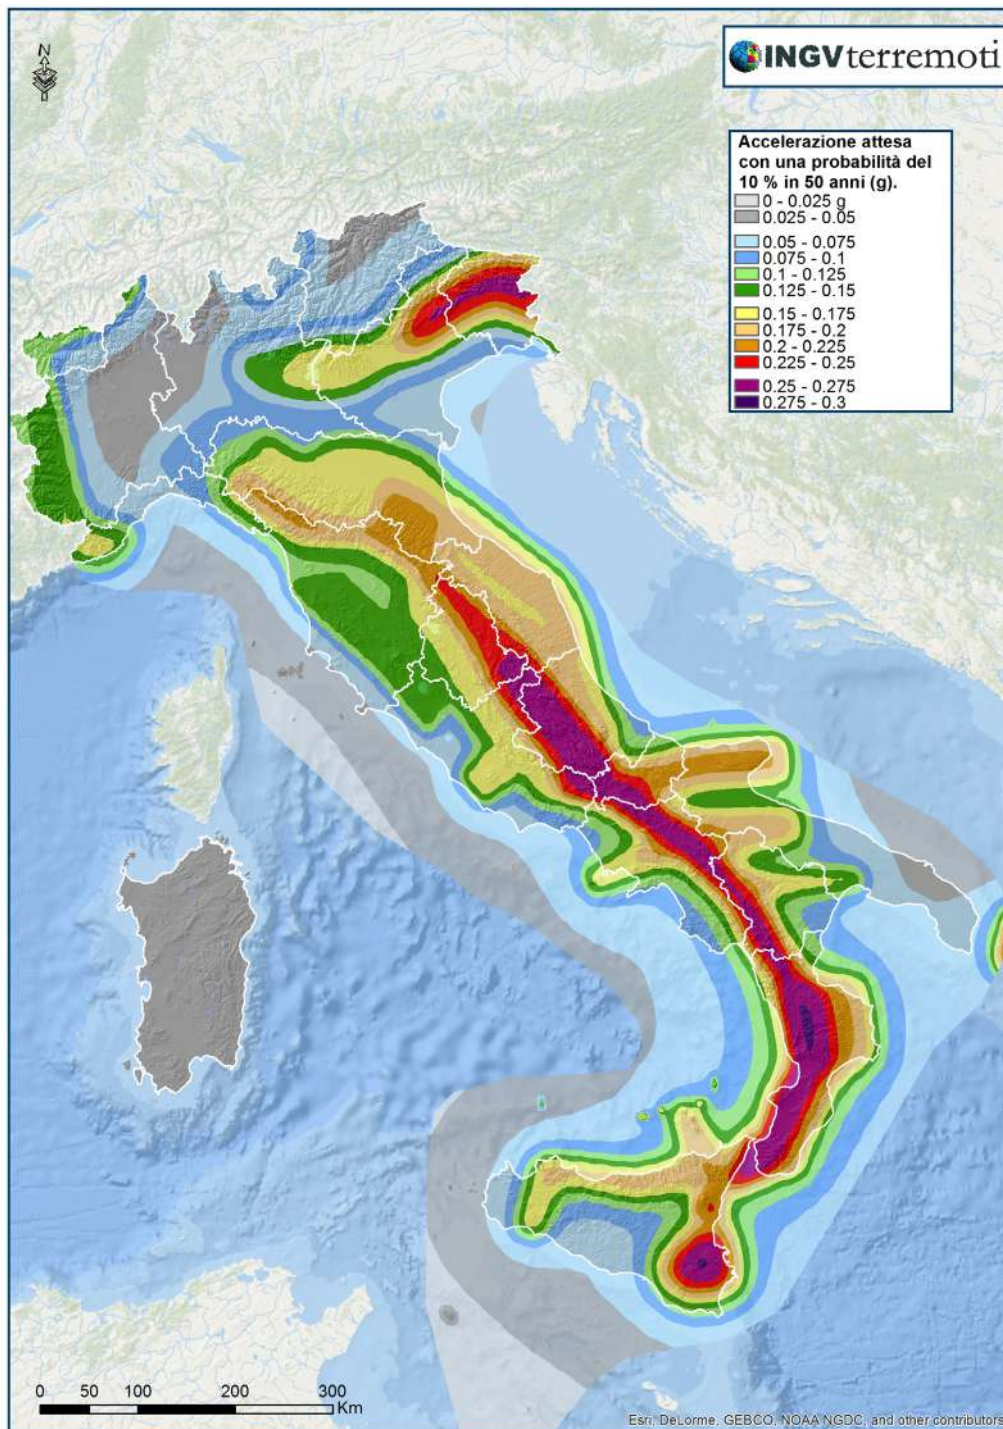 N
INGVterremoti
Accelerazione attesa
con una probabilità del
10 % in 50 anni (g).
0 - 0.025 g
0.025 - 0.05
0.05 - 0.075
0.075 - 0.1
0.1 - 0.125
0.125 - 0.15
0.15 - 0.175
0.175 - 0.2
0.2 - 0.225
0.225 - 0.25
0.25 - 0.275
0.275 - 0.3
0 50 100 200 300
Km
Esri, DeLorme, GEBCO, NOAA NGDC, and other contributors